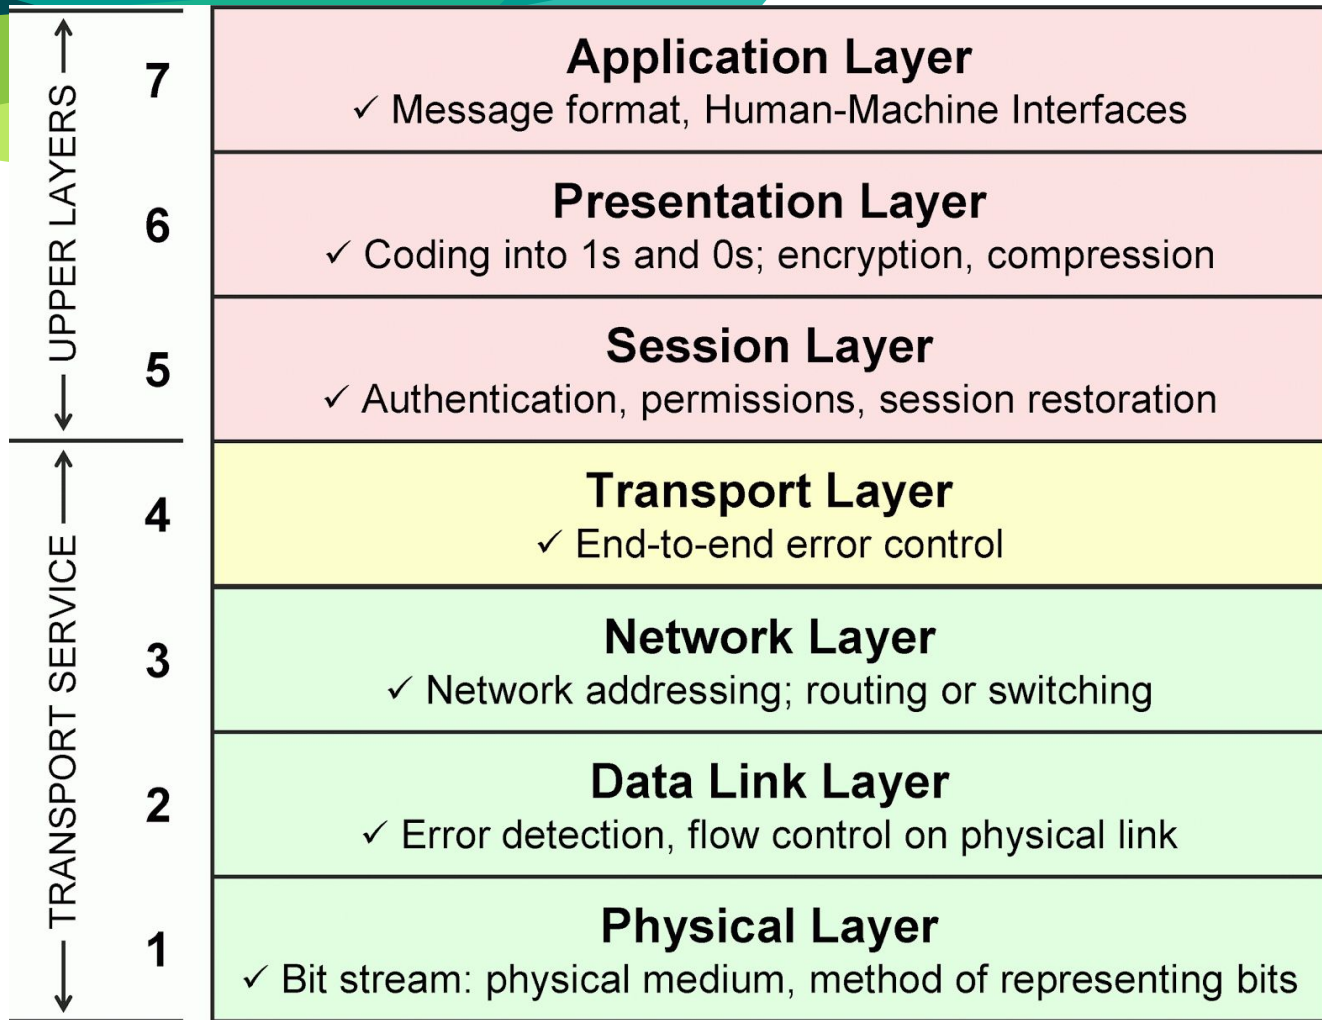 UPPER LAYERS
7
Application Layer
✓ Message format, Human-Machine Interfaces
6
Presentation Layer
✓ Coding into 1s and 0s; encryption, compression
5
Session Layer
✓ Authentication, permissions, session restoration
TRANSPORT SERVICE
4
Transport Layer
✓ End-to-end error control
3
Network Layer
✓ Network addressing; routing or switching
2
Data Link Layer
✓ Error detection, flow control on physical link
1
Physical Layer
✓ Bit stream: physical medium, method of representing bits